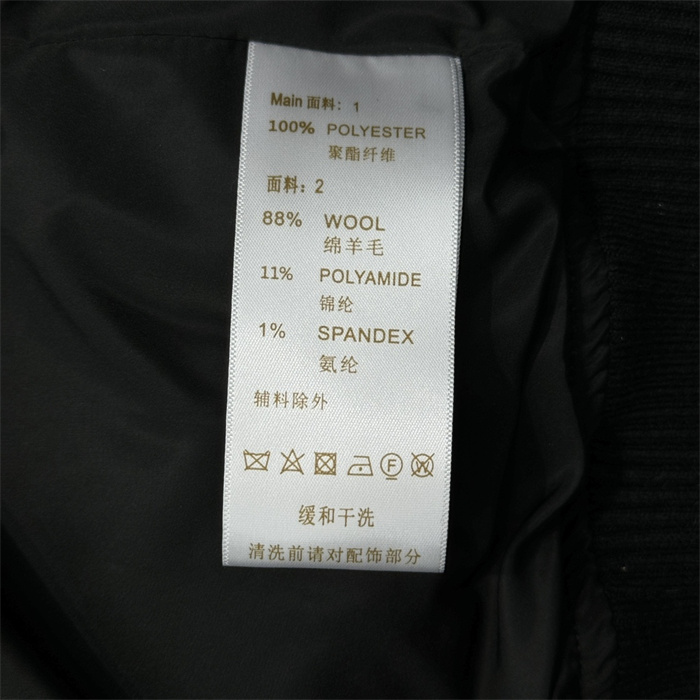 Main 面料：1
100% POLYESTER
聚酯纤维
面料：2
88% WOOL
绵羊毛
11% POLYAMIDE
锦纶
1% SPANDEX
氨纶
辅料除外
F W
缓和干洗
清洗前请对配饰部分